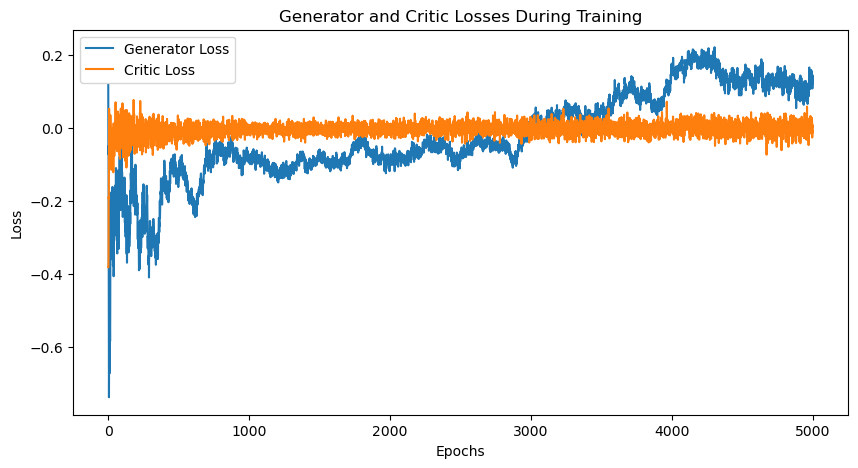 Generator and Critic Losses During Training
Generator Loss
Critic Loss
0.2
0.0
−0.2
−0.4
−0.6
Loss
0
1000
2000
3000
4000
5000
Epochs